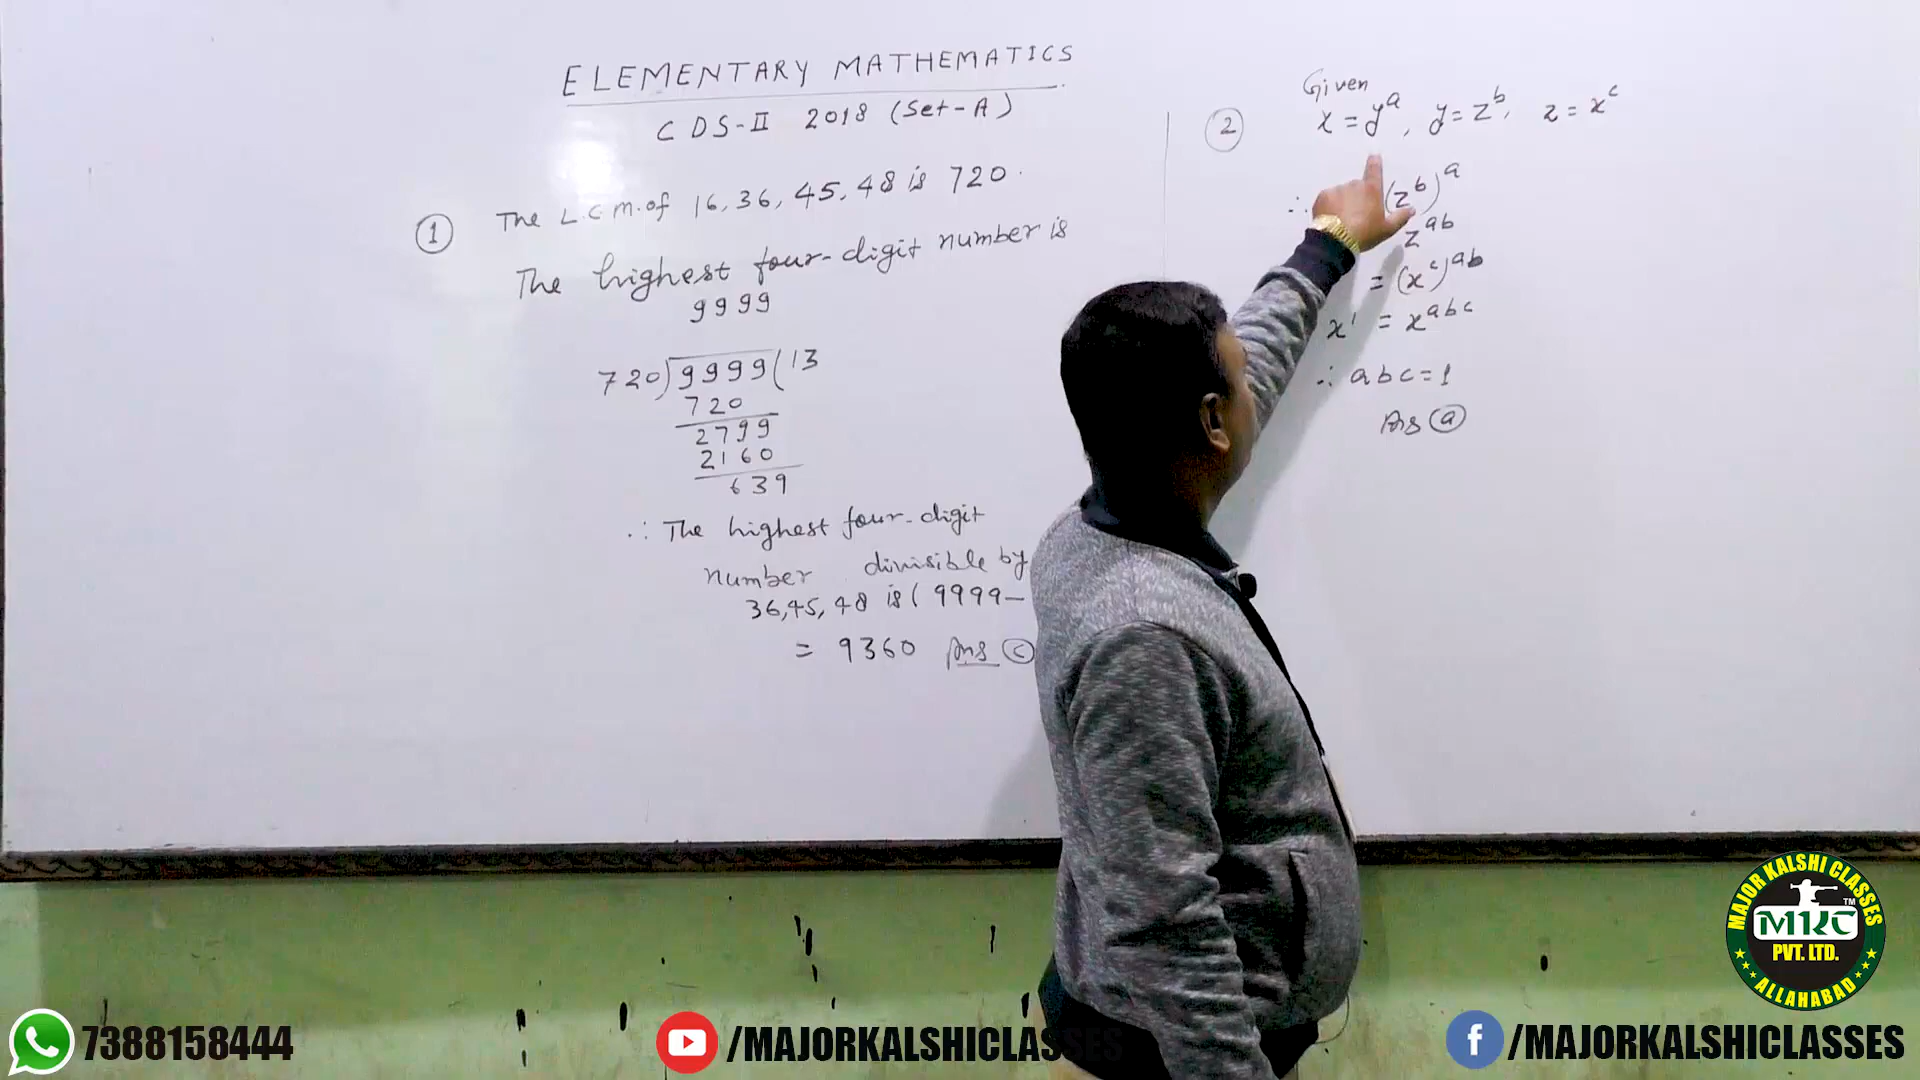 ELEMENTARY MATHEMATICS
CDS-II 2018 (Set-A)
① The L.C.M. of 16, 36, 45, 48 is 720.
The highest four-digit number is
9999
720)9999(13
720
2799
2160
639
∴ The highest four-digit
number divisible by
36,45,48 is (9999-
= 9360 Ans ⓒ
② Given
x = y^a, y = z^b, z = x^c
∴ (z^b)^a
z^ab
= (x^c)^ab
x^1 = x^abc
∴ abc = 1
Ans ⓐ
MAJOR KALSHI CLASSES
MKC TM
PVT. LTD.
ALLAHABAD
7388158444
/MAJORKALSHICLASSES
/MAJORKALSHICLASSES